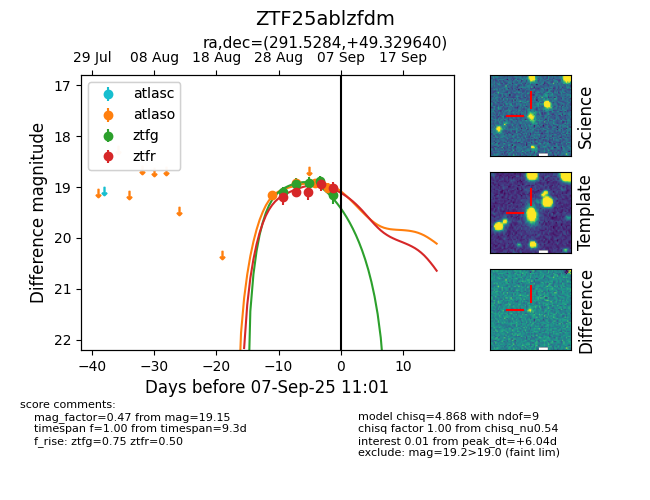 ZTF25ablzfdm
ra,dec=(291.5284,+49.329640)
29 Jul 08 Aug 18 Aug 28 Aug 07 Sep 17 Sep
17
18
19
20
21
22
Difference magnitude
atlasc
atlaso
ztfg
ztfr
−40 −30 −20 −10 0 10
Days before 07-Sep-25 11:01
Science
Template
Difference
score comments:
mag_factor=0.47 from mag=19.15
timespan f=1.00 from timespan=9.3d
f_rise: ztfg=0.75 ztfr=0.50
model chisq=4.868 with ndof=9
chisq factor 1.00 from chisq_nu0.54
interest 0.01 from peak_dt=+6.04d
exclude: mag=19.2>19.0 (faint lim)